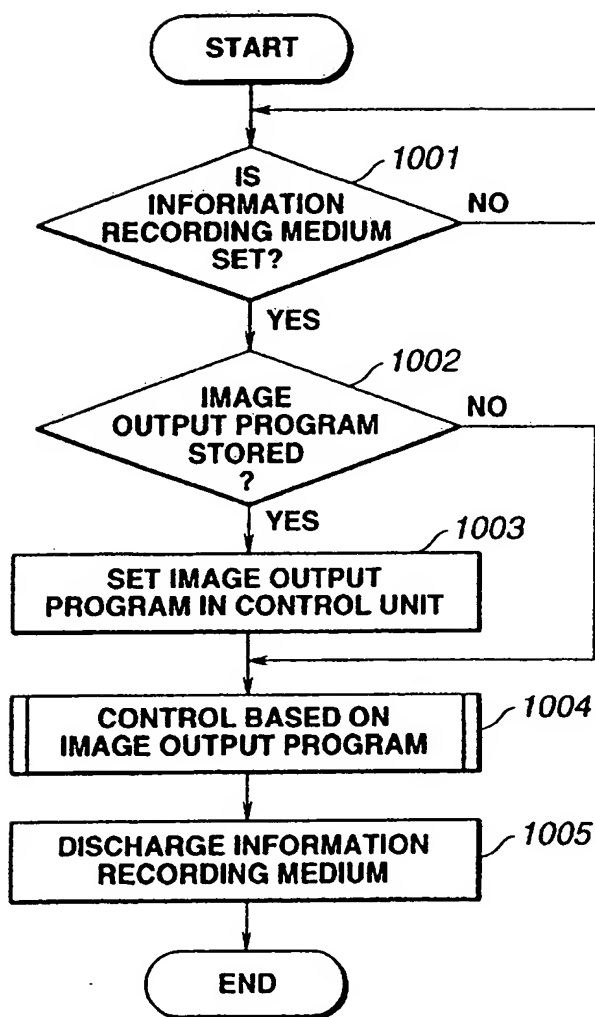 START
1001
IS
INFORMATION
RECORDING MEDIUM
SET?
NO
YES
1002
IMAGE
OUTPUT PROGRAM
STORED
?
NO
YES
1003
SET IMAGE OUTPUT
PROGRAM IN CONTROL UNIT
CONTROL BASED ON
IMAGE OUTPUT PROGRAM
1004
DISCHARGE INFORMATION
RECORDING MEDIUM
1005
END